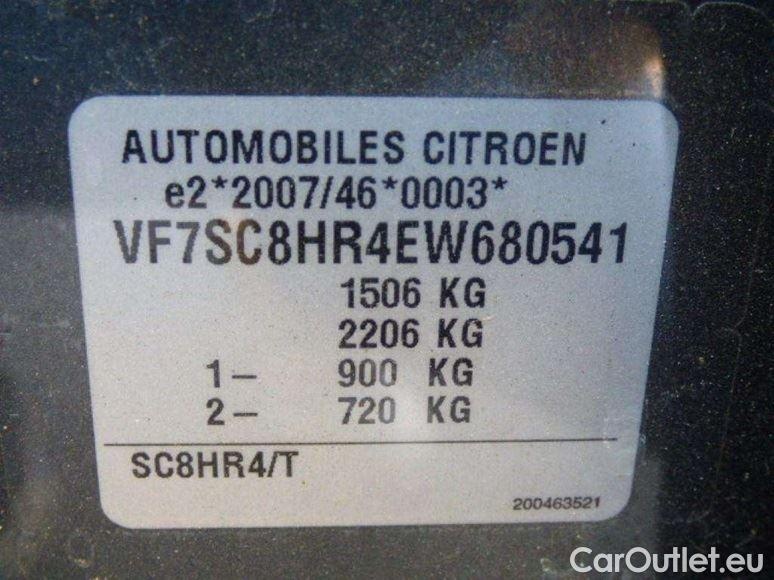 AUTOMOBILES CITROEN
e2*2007/46*0003*
VF7SC8HR4EW680541
1506 KG
2206 KG
1- 900 KG
2- 720 KG
SC8HR4/T
200463521
CarOutlet.eu